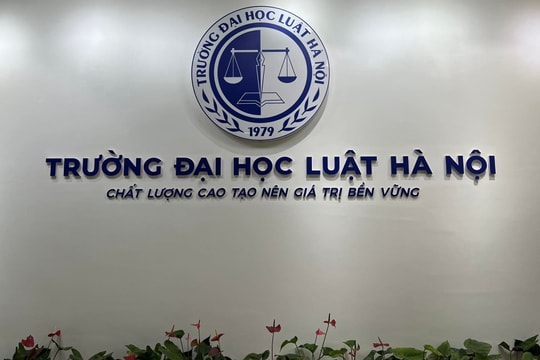 TRƯỜNG ĐẠI HỌC LUẬT HÀ NỘI
1979
TRƯỜNG ĐẠI HỌC LUẬT HÀ NỘI
CHẤT LƯỢNG CAO TẠO NÊN GIÁ TRỊ BỀN VỮNG